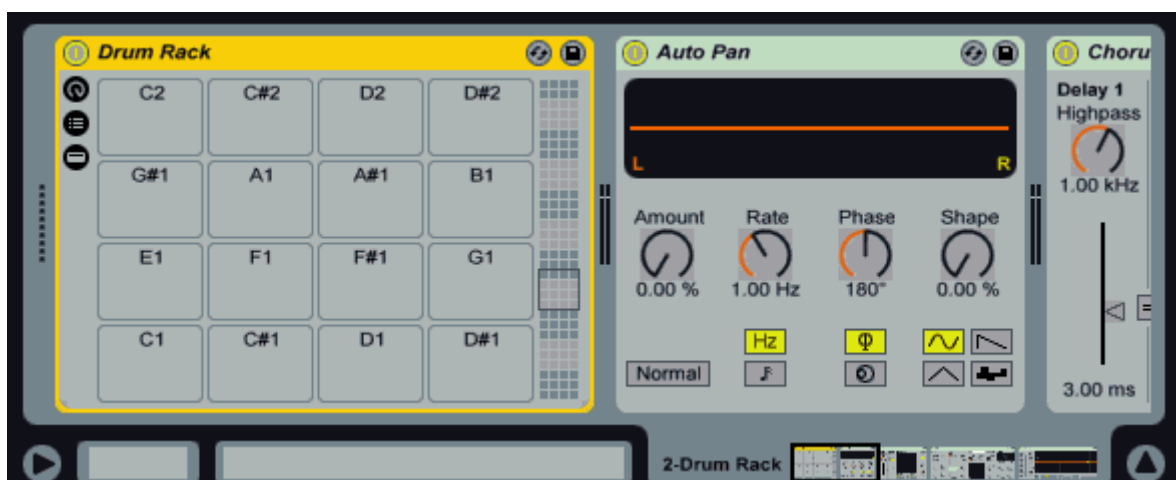 Drum Rack
C2 C#2 D2 D#2
G#1 A1 A#1 B1
E1 F1 F#1 G1
C1 C#1 D1 D#1
Auto Pan
L R
Amount Rate Phase Shape
0.00 % 1.00 Hz 180° 0.00 %
Hz Φ
Normal
Delay 1
Highpass
1.00 kHz
3.00 ms
2-Drum Rack